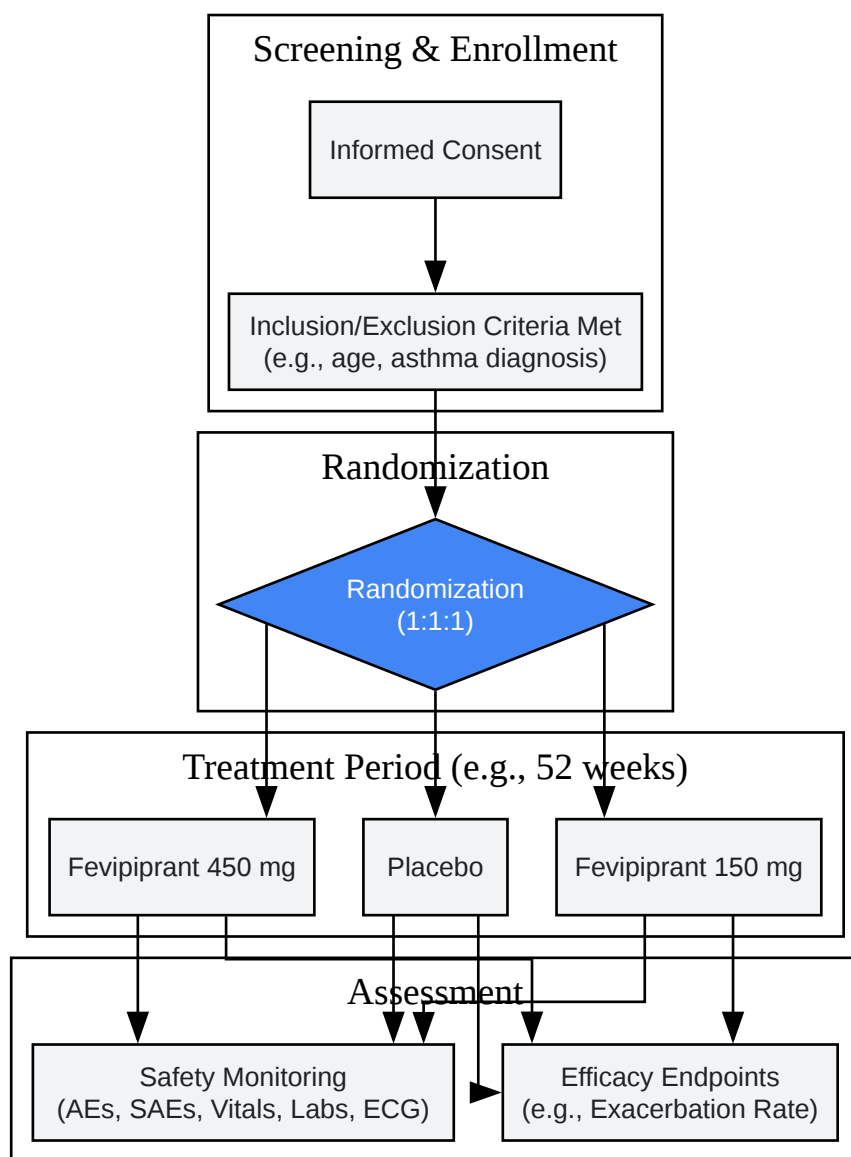 Screening & Enrollment
Informed Consent
Inclusion/Exclusion Criteria Met
(e.g., age, asthma diagnosis)
Randomization
Randomization
(1:1:1)
Treatment Period (e.g., 52 weeks)
Fevipiprant 450 mg
Placebo
Fevipiprant 150 mg
Assessment
Safety Monitoring
(AEs, SAEs, Vitals, Labs, ECG)
Efficacy Endpoints
(e.g., Exacerbation Rate)